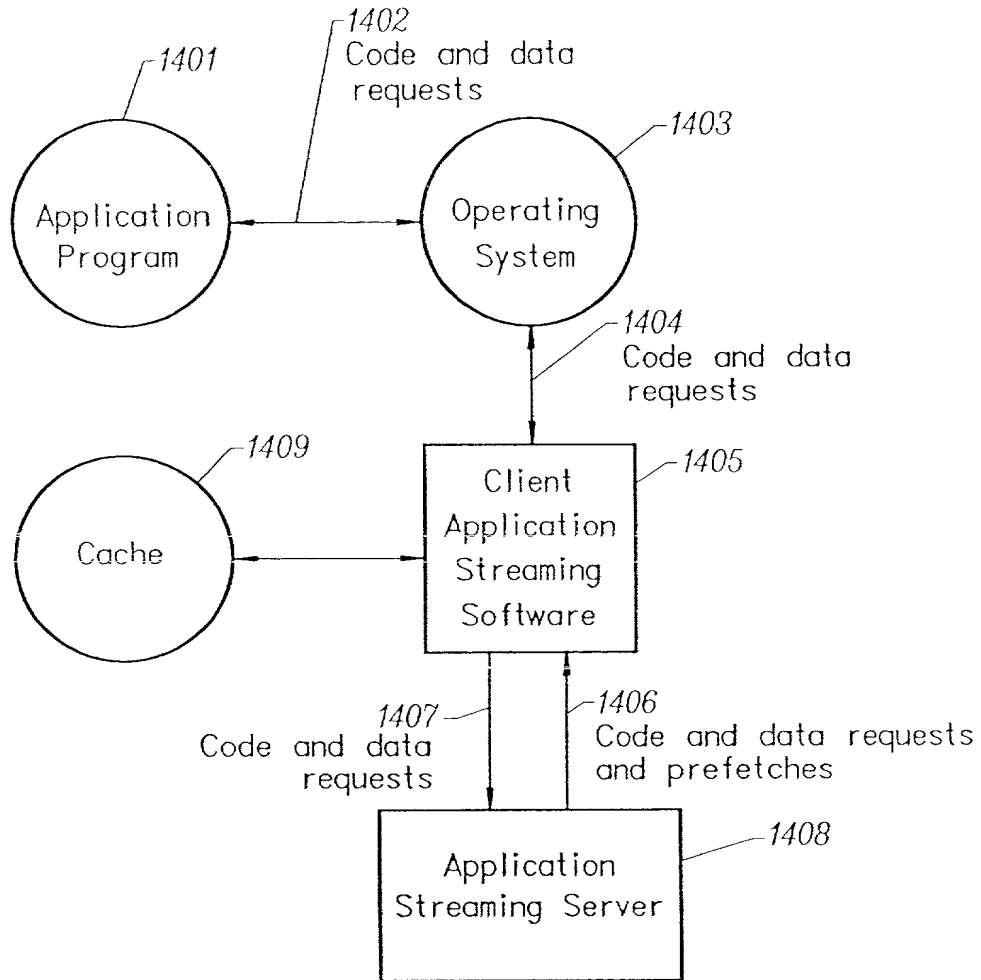 1402
Code and data
requests
1401
1403
Application
Program
Operating
System
1404
Code and data
requests
1409
1405
Cache
Client
Application
Streaming
Software
1407
Code and data
requests
1406
Code and data requests
and prefetches
1408
Application
Streaming Server